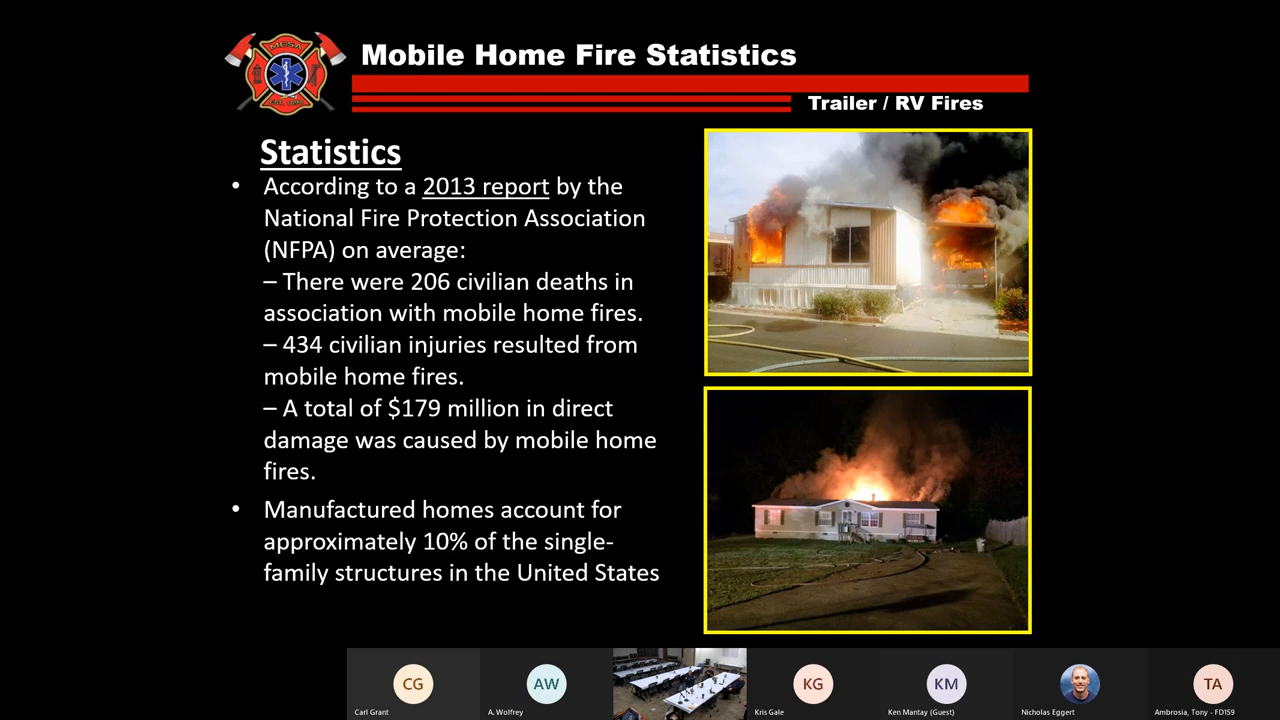 MESA
EST. 1898
Mobile Home Fire Statistics
Trailer / RV Fires
Statistics
• According to a 2013 report by the
National Fire Protection Association
(NFPA) on average:
– There were 206 civilian deaths in
association with mobile home fires.
– 434 civilian injuries resulted from
mobile home fires.
– A total of $179 million in direct
damage was caused by mobile home
fires.
• Manufactured homes account for
approximately 10% of the single-
family structures in the United States
CG
AW
KG
KM
TA
Carl Grant
A. Wolfrey
Kris Gale
Ken Mantay (Guest)
Nicholas Eggert
Ambrosia, Tony - FD159